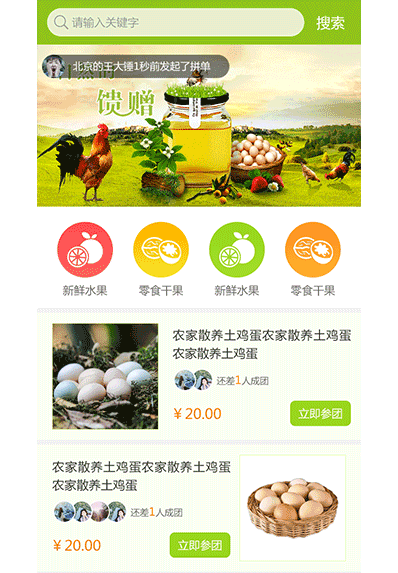 请输入关键字
搜索
北京的王大锤1秒前发起了拼单
馈赠
新鲜水果
零食干果
新鲜水果
零食干果
农家散养土鸡蛋农家散养土鸡蛋
农家散养土鸡蛋
还差1人成团
¥20.00
立即参团
农家散养土鸡蛋农家散养土鸡蛋
农家散养土鸡蛋
还差1人成团
¥20.00
立即参团